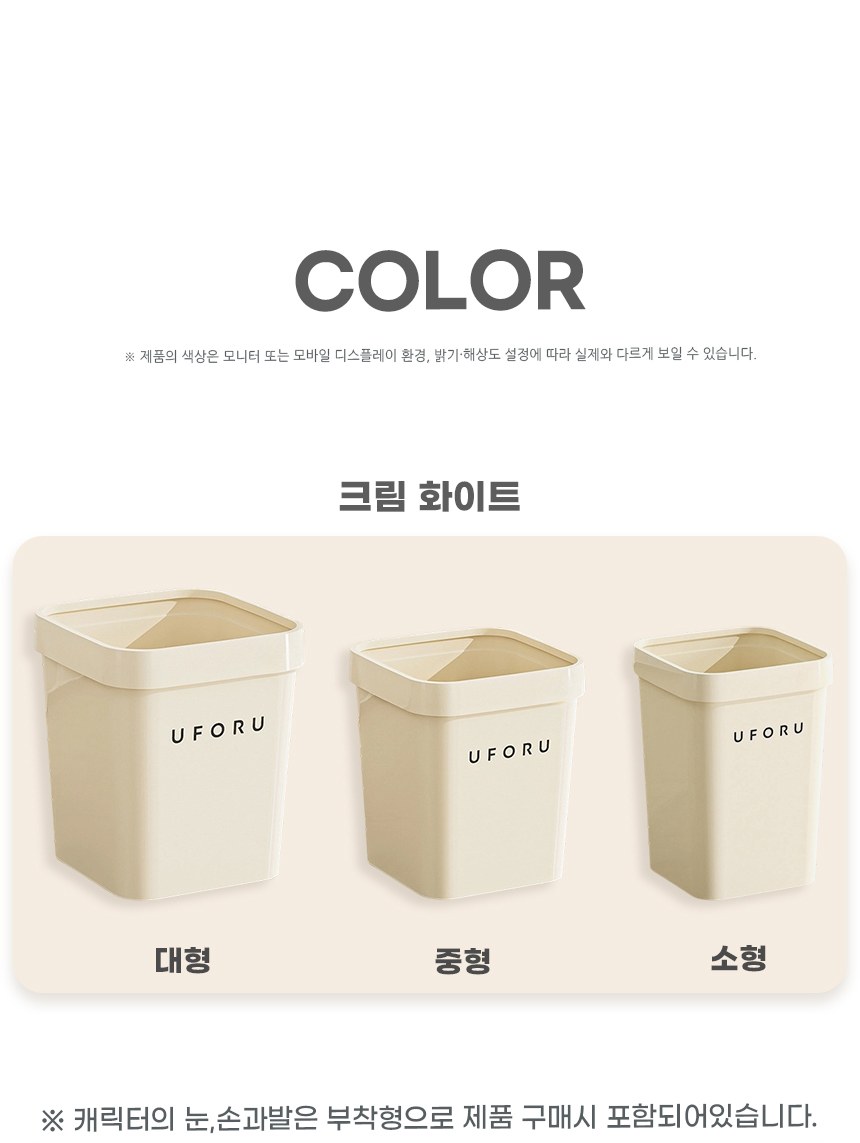 COLOR
※ 제품의 색상은 모니터 또는 모바일 디스플레이 환경, 밝기·해상도 설정에 따라 실제와 다르게 보일 수 있습니다.
크림 화이트
UFORU
UFORU
UFORU
대형
중형
소형
※ 캐릭터의 눈,손과발은 부착형으로 제품 구매시 포함되어있습니다.